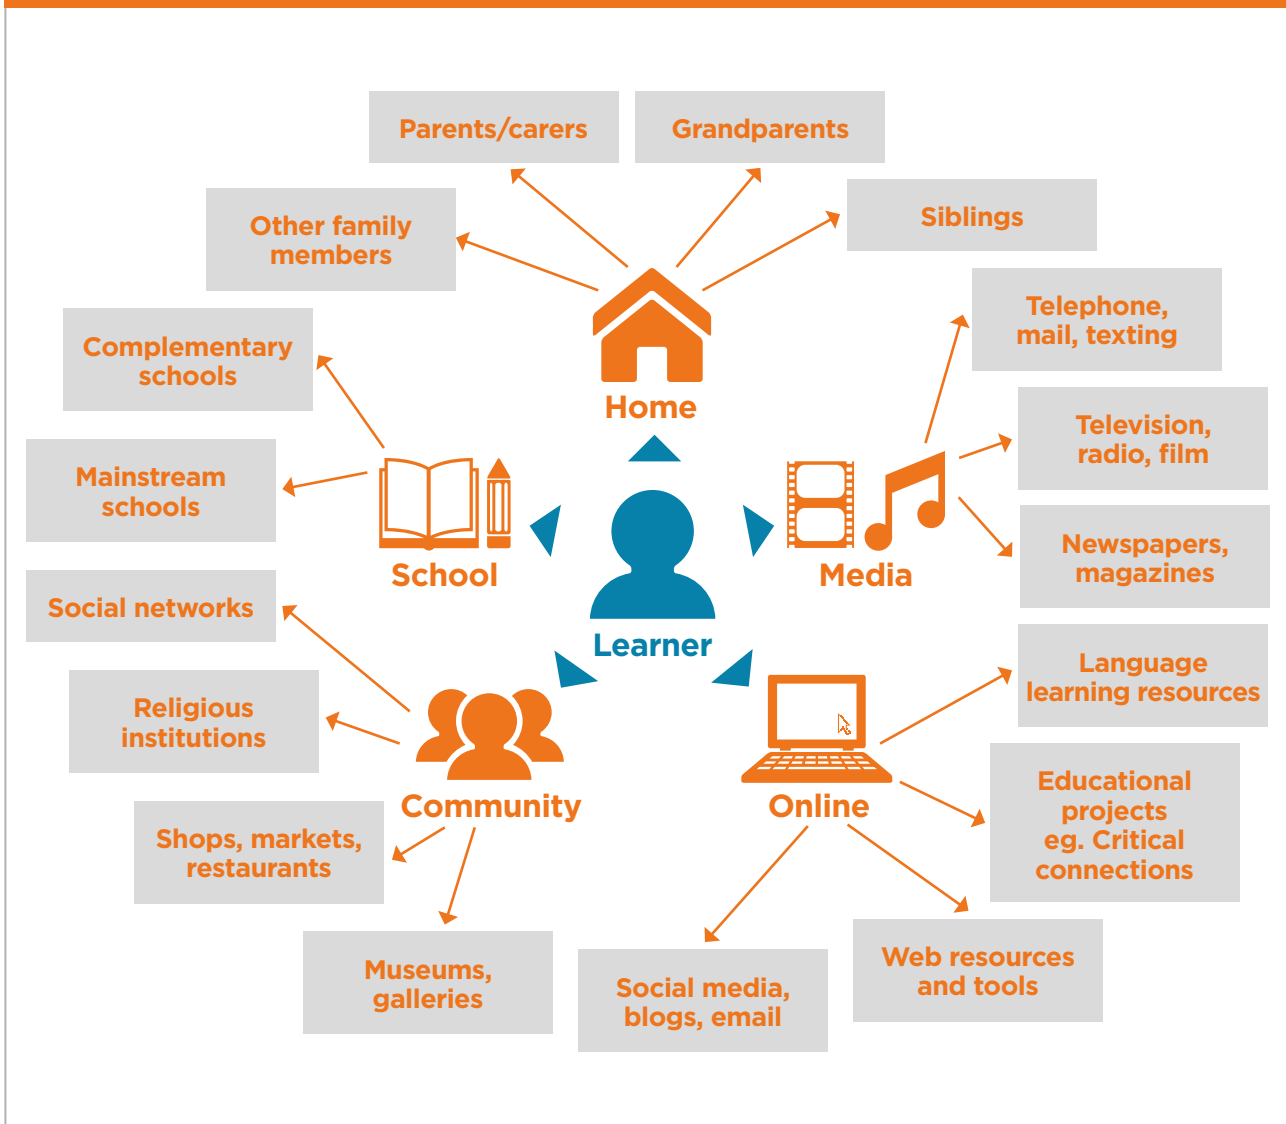 Parents/carers
Grandparents
Other family
members
Siblings
Telephone,
mail, texting
Complementary
schools
Home
Television,
radio, film
Mainstream
schools
School
Media
Newspapers,
magazines
Social networks
Learner
Language
learning resources
Religious
institutions
Community
Online
Educational
projects
eg. Critical
connections
Shops, markets,
restaurants
Museums,
galleries
Social media,
blogs, email
Web resources
and tools